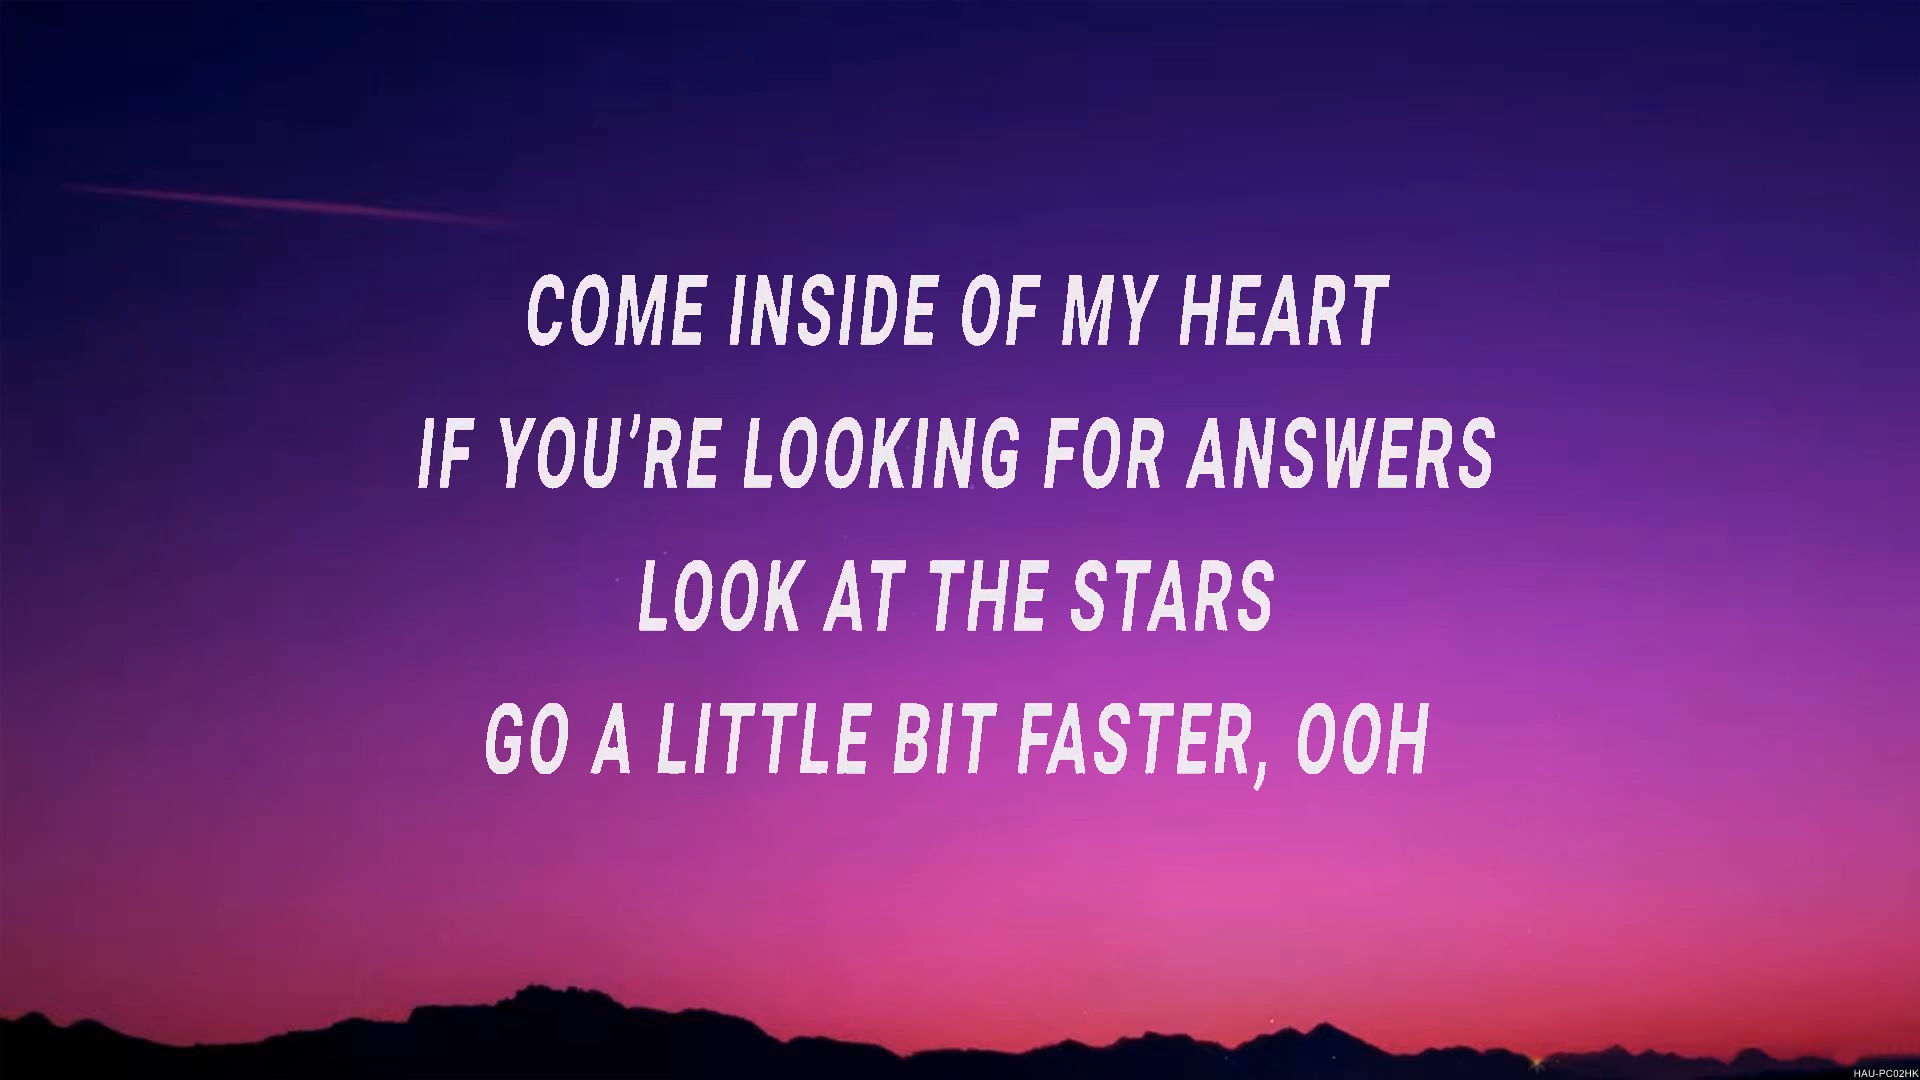 COME INSIDE OF MY HEART
IF YOU’RE LOOKING FOR ANSWERS
LOOK AT THE STARS
GO A LITTLE BIT FASTER, OOH
HAU-PC02HK